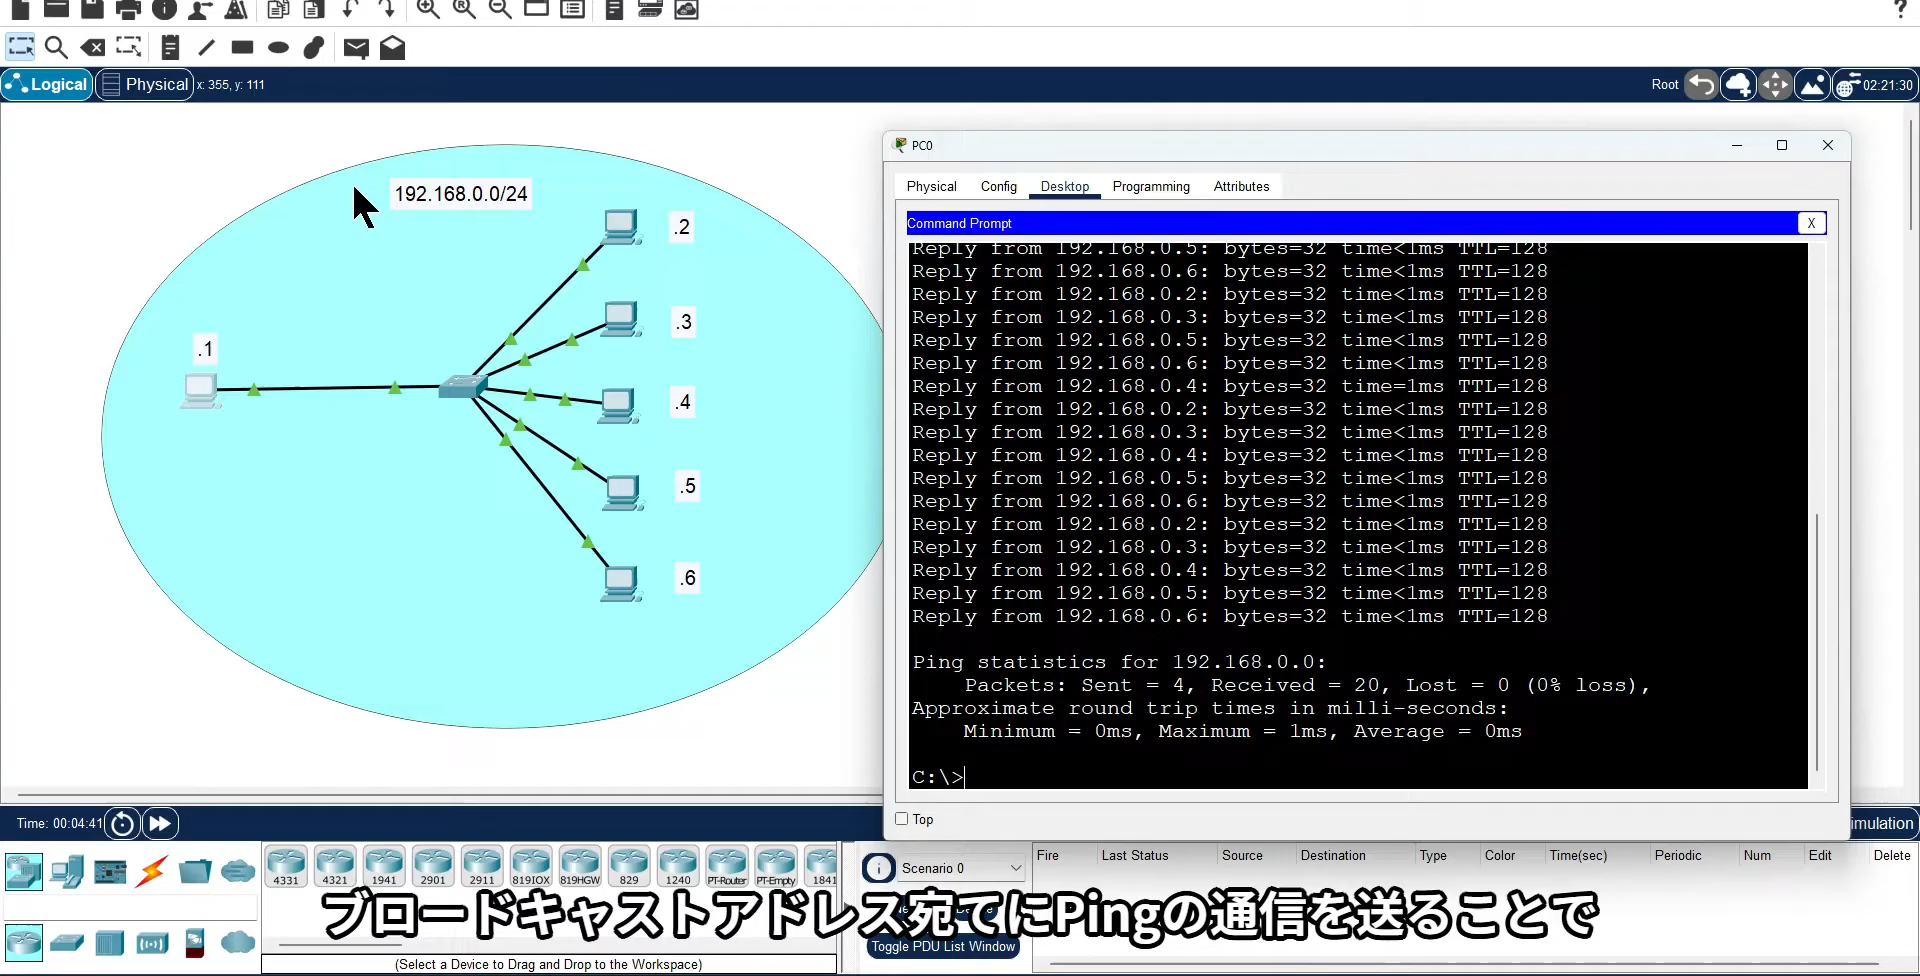 ?
Logical
Physical
x: 355, y: 111
Root
02:21:30
192.168.0.0/24
.1
.2
.3
.4
.5
.6
PC0
Physical
Config
Desktop
Programming
Attributes
Command Prompt
X
Reply from 192.168.0.5: bytes=32 time<1ms TTL=128
Reply from 192.168.0.6: bytes=32 time<1ms TTL=128
Reply from 192.168.0.2: bytes=32 time<1ms TTL=128
Reply from 192.168.0.3: bytes=32 time<1ms TTL=128
Reply from 192.168.0.5: bytes=32 time<1ms TTL=128
Reply from 192.168.0.6: bytes=32 time<1ms TTL=128
Reply from 192.168.0.4: bytes=32 time=1ms TTL=128
Reply from 192.168.0.2: bytes=32 time<1ms TTL=128
Reply from 192.168.0.3: bytes=32 time<1ms TTL=128
Reply from 192.168.0.4: bytes=32 time<1ms TTL=128
Reply from 192.168.0.5: bytes=32 time<1ms TTL=128
Reply from 192.168.0.6: bytes=32 time<1ms TTL=128
Reply from 192.168.0.2: bytes=32 time<1ms TTL=128
Reply from 192.168.0.3: bytes=32 time<1ms TTL=128
Reply from 192.168.0.4: bytes=32 time<1ms TTL=128
Reply from 192.168.0.5: bytes=32 time<1ms TTL=128
Reply from 192.168.0.6: bytes=32 time<1ms TTL=128
Ping statistics for 192.168.0.0:
Packets: Sent = 4, Received = 20, Lost = 0 (0% loss),
Approximate round trip times in milli-seconds:
Minimum = 0ms, Maximum = 1ms, Average = 0ms
C:\>
Top
Time: 00:04:41
imulation
4331
4321
1941
2901
2911
819IOX
819HGW
829
1240
PT-Router
PT-Empty
1841
Scenario 0
Fire
Last Status
Source
Destination
Type
Color
Time(sec)
Periodic
Num
Edit
Delete
ブロードキャストアドレス宛てにPingの通信を送ることで
Toggle PDU List Window
(Select a Device to Drag and Drop to the Workspace)